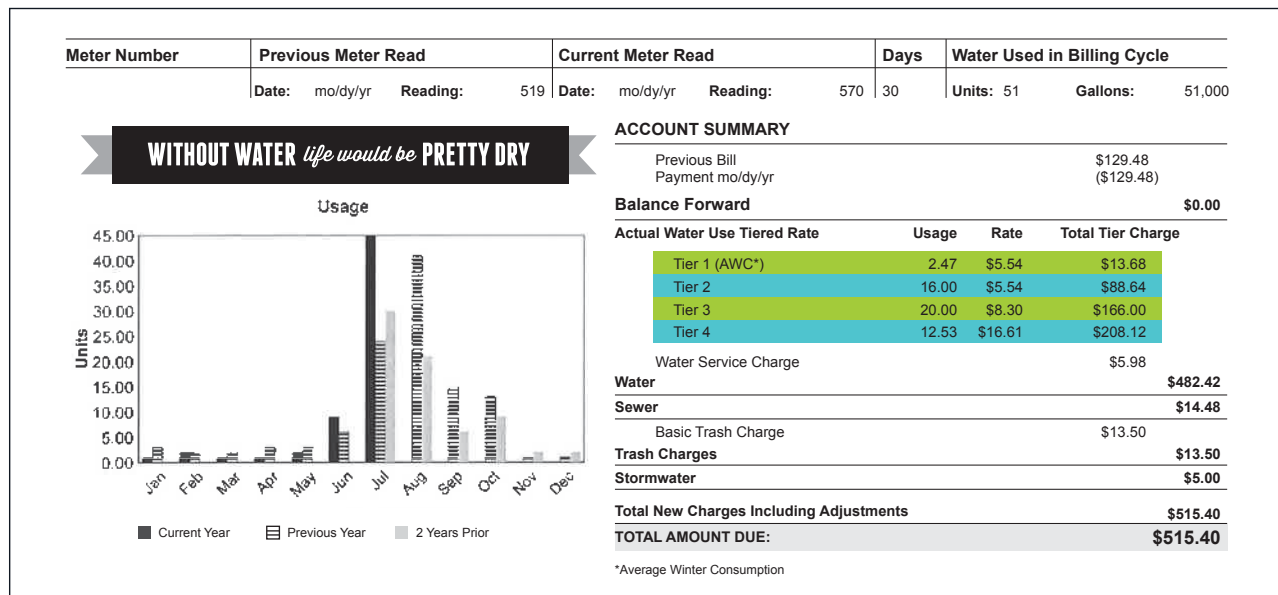 Meter Number Previous Meter Read Current Meter Read Days Water Used in Billing Cycle
Date: mo/dy/yr Reading: 519 Date: mo/dy/yr Reading: 570 30 Units: 51 Gallons: 51,000
WITHOUT WATER life would be PRETTY DRY
Usage
45.00
40.00
35.00
30.00
25.00
20.00
15.00
10.00
5.00
0.00
Units
Jan Feb Mar Apr May Jun Jul Aug Sep Oct Nov Dec
Current Year Previous Year 2 Years Prior
ACCOUNT SUMMARY
Previous Bill $129.48
Payment mo/dy/yr ($129.48)
Balance Forward $0.00
Actual Water Use Tiered Rate Usage Rate Total Tier Charge
Tier 1 (AWC*) 2.47 $5.54 $13.68
Tier 2 16.00 $5.54 $88.64
Tier 3 20.00 $8.30 $166.00
Tier 4 12.53 $16.61 $208.12
Water Service Charge $5.98
Water $482.42
Sewer $14.48
Basic Trash Charge $13.50
Trash Charges $13.50
Stormwater $5.00
Total New Charges Including Adjustments $515.40
TOTAL AMOUNT DUE: $515.40
*Average Winter Consumption